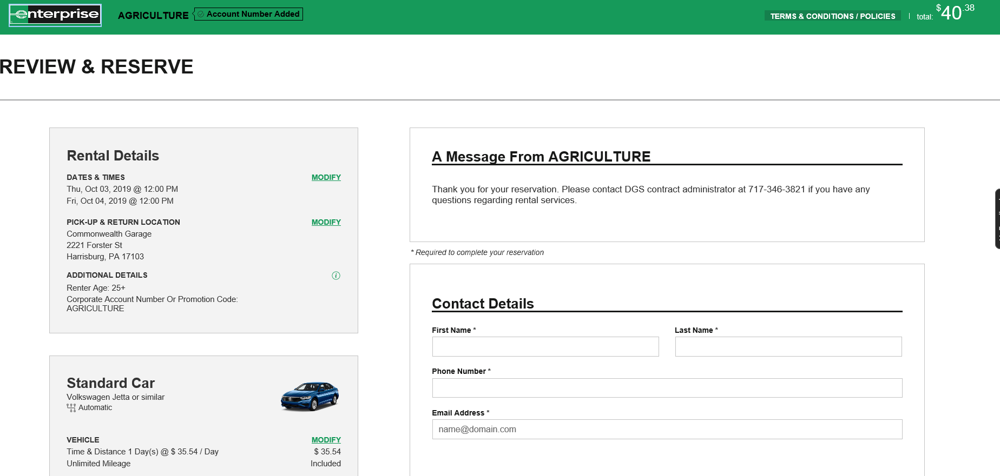 enterprise
AGRICULTURE
Account Number Added
TERMS & CONDITIONS / POLICIES
total: $40.38
REVIEW & RESERVE
Rental Details
DATES & TIMES MODIFY
Thu, Oct 03, 2019 @ 12:00 PM
Fri, Oct 04, 2019 @ 12:00 PM
PICK-UP & RETURN LOCATION MODIFY
Commonwealth Garage
2221 Forster St
Harrisburg, PA 17103
ADDITIONAL DETAILS
Renter Age: 25+
Corporate Account Number Or Promotion Code:
AGRICULTURE
Standard Car
Volkswagen Jetta or similar
Automatic
VEHICLE MODIFY
Time & Distance 1 Day(s) @ $ 35.54 / Day $ 35.54
Unlimited Mileage Included
A Message From AGRICULTURE
Thank you for your reservation. Please contact DGS contract administrator at 717-346-3821 if you have any
questions regarding rental services.
* Required to complete your reservation
Contact Details
First Name * Last Name *
Phone Number *
Email Address *
name@domain.com